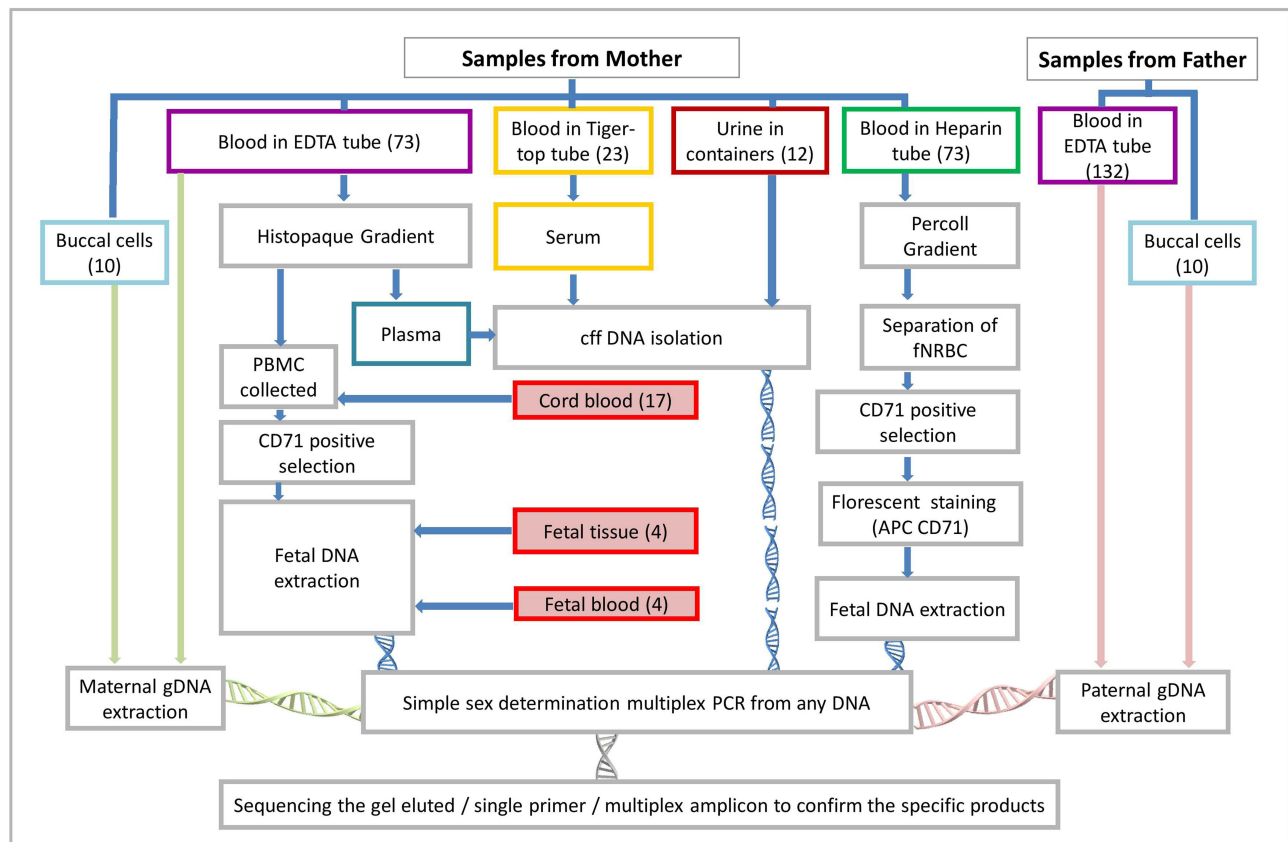 Samples from Mother
Samples from Father
Blood in EDTA tube (73)
Blood in Tiger-
top tube (23)
Urine in
containers (12)
Blood in Heparin
tube (73)
Blood in
EDTA tube
(132)
Buccal cells
(10)
Histopaque Gradient
Serum
Percoll
Gradient
Buccal cells
(10)
Plasma
cff DNA isolation
Separation of
fNRBC
PBMC
collected
Cord blood (17)
CD71 positive
selection
CD71 positive
selection
Florescent staining
(APC CD71)
Fetal DNA
extraction
Fetal tissue (4)
Fetal blood (4)
Fetal DNA extraction
Maternal gDNA
extraction
Simple sex determination multiplex PCR from any DNA
Paternal gDNA
extraction
Sequencing the gel eluted / single primer / multiplex amplicon to confirm the specific products